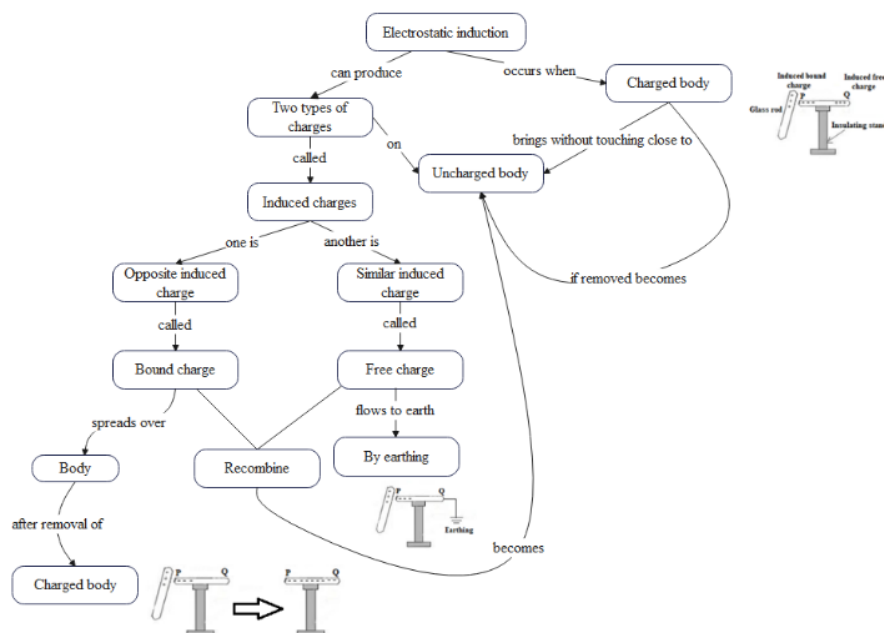 Electrostatic induction
can produce
occurs when
Charged body
Induced bound
charge
Induced free
charge
P
Q
Glass rod
Insulating stand
Two types of
charges
on
brings without touching close to
called
Uncharged body
Induced charges
one is
another is
if removed becomes
Opposite induced
charge
Similar induced
charge
called
called
Bound charge
Free charge
spreads over
flows to earth
Body
Recombine
By earthing
P
Q
Earthing
after removal of
becomes
Charged body
P
Q
P
Q